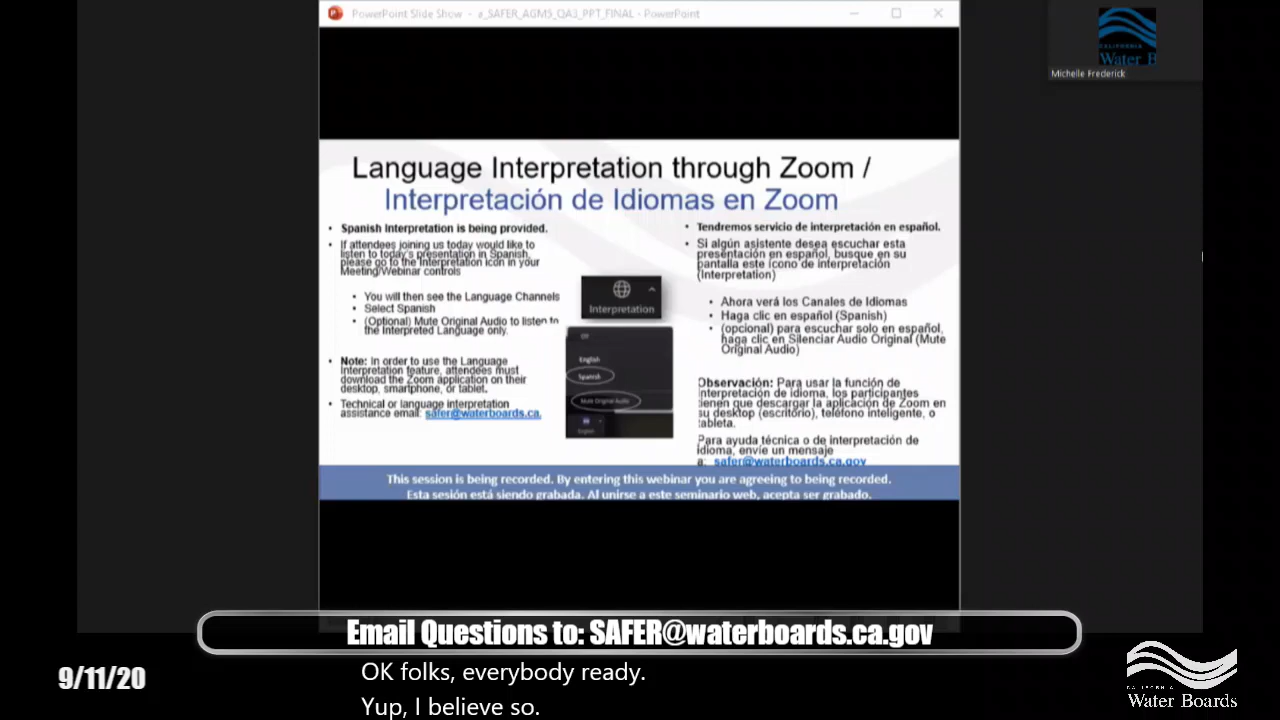 PowerPoint Slide Show - a_SAFER_AGMS_QA3_PPT_FINAL - PowerPoint
CALIFORNIA
Water B
Michelle Frederick
Language Interpretation through Zoom /
Interpretación de Idiomas en Zoom
• Spanish Interpretation is being provided.
• If attendees joining us today would like to
listen to today's presentation in Spanish,
please go to the Interpretation icon in your
Meeting/Webinar controls
• You will then see the Language Channels
• Select Spanish
• (Optional) Mute Original Audio to listen to
the Interpreted Language only.
• Note: In order to use the Language
Interpretation feature, attendees must
download the Zoom application on their
desktop, smartphone, or tablet.
• Technical or language interpretation
assistance email: safer@waterboards.ca.
Interpretation
Off
English
Spanish
Mute Original Audio
English
• Tendremos servicio de interpretación en español.
• Si algún asistente desea escuchar esta
presentación en español, busque en su
pantalla este ícono de interpretación
(Interpretation)
• Ahora verá los Canales de Idiomas
• Haga clic en español (Spanish)
• (opcional) para escuchar solo en español,
haga clic en Silenciar Audio Original (Mute
Original Audio)
Observación: Para usar la función de
interpretación de idioma, los participantes
tienen que descargar la aplicación de Zoom en
su desktop (escritorio), teléfono inteligente, o
tableta.
Para ayuda técnica o de interpretación de
idioma, envíe un mensaje
a: safer@waterboards.ca.gov
This session is being recorded. By entering this webinar you are agreeing to being recorded.
Esta sesión está siendo grabada. Al unirse a este seminario web, acepta ser grabado.
Email Questions to: SAFER@waterboards.ca.gov
9/11/20
OK folks, everybody ready.
Yup, I believe so.
CALIFORNIA
Water Boards